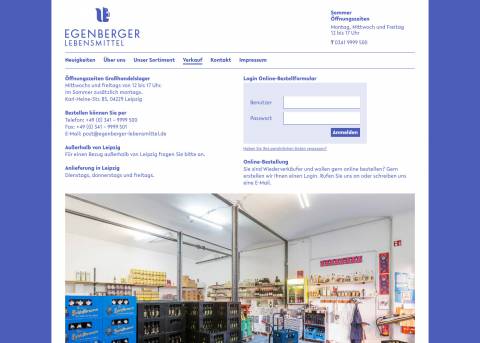 EGENBERGER
LEBENSMITTEL
Sommer
Öffnungszeiten
Montag, Mittwoch und Freitag
12 bis 17 Uhr
T 0341 9999 500
Neuigkeiten Über uns Unser Sortiment Verkauf Kontakt Impressum
Öffnungszeiten Großhandelslager
Mittwochs und freitags von 12 bis 17 Uhr
im Sommer zusätzlich montags.
Karl-Heine-Str. 85, 04229 Leipzig
Bestellen können Sie per
Telefon: +49 (0) 341 - 9999 500
Fax: +49 (0) 341 - 9999 501
E-Mail: post@egenberger-lebensmittel.de
Außerhalb von Leipzig
Für einen Bezug außerhalb von Leipzig fragen Sie bitte an.
Anlieferung in Leipzig
Dienstags, donnerstags und freitags.
Login Online-Bestellformular
Benutzer
Passwort
Anmelden
Haben Sie Ihre persönlichen Daten vergessen?
Online-Bestellung
Sie sind Wiederverkäufer und wollen gern online bestellen? Gern
erstellen wir Ihnen einen Login. Rufen Sie uns an oder schreiben uns
eine E-Mail.